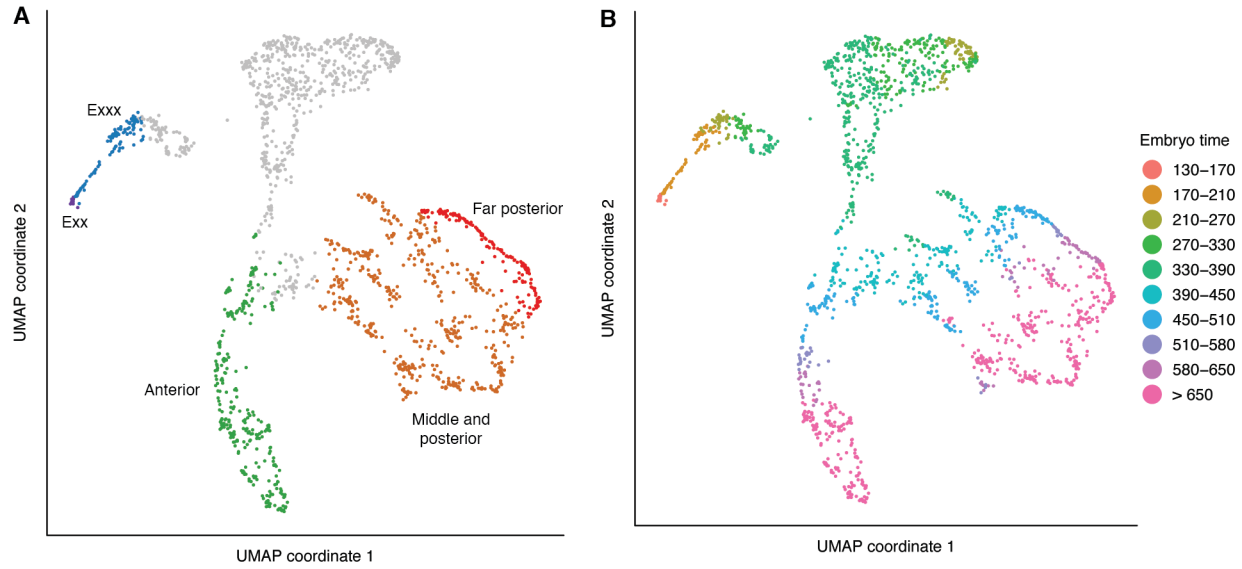 A
Exxx
Exx
Far posterior
Anterior
Middle and
posterior
UMAP coordinate 2
UMAP coordinate 1
B
UMAP coordinate 2
UMAP coordinate 1
Embryo time
130–170
170–210
210–270
270–330
330–390
390–450
450–510
510–580
580–650
> 650